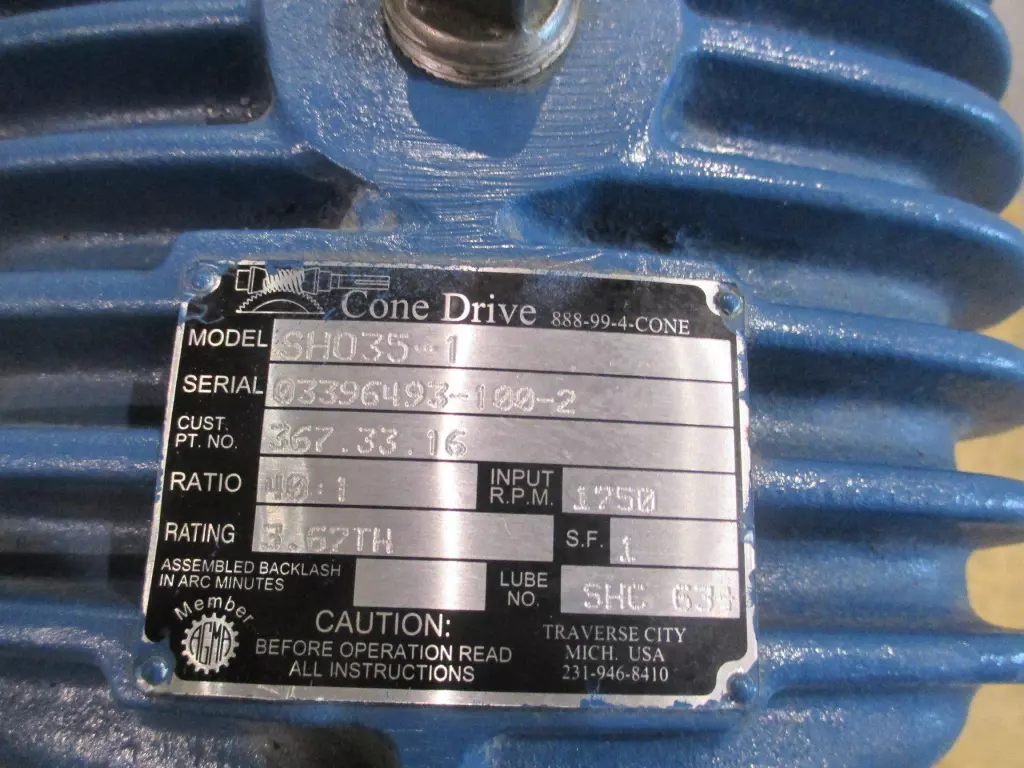 Cone Drive 888-99-4-CONE
MODEL SHO35-1
SERIAL 03396493-100-2
CUST. PT. NO. 367.33.16
RATIO 40:1 INPUT R.P.M. 1750
RATING 3.67TH S.F. 1
ASSEMBLED BACKLASH IN ARC MINUTES LUBE NO. SHC
Member
AGMA
CAUTION:
BEFORE OPERATION READ
ALL INSTRUCTIONS
TRAVERSE CITY
MICH. USA
231-946-8410